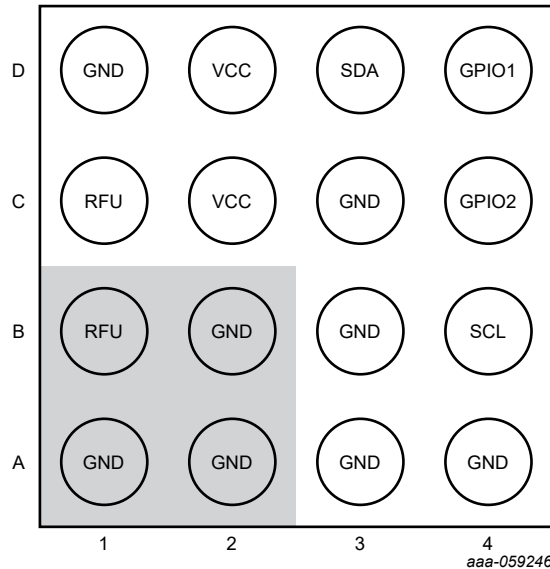 D GND VCC SDA GPIO1
C RFU VCC GND GPIO2
B RFU GND GND SCL
A GND GND GND GND
1 2 3 4
aaa-059246